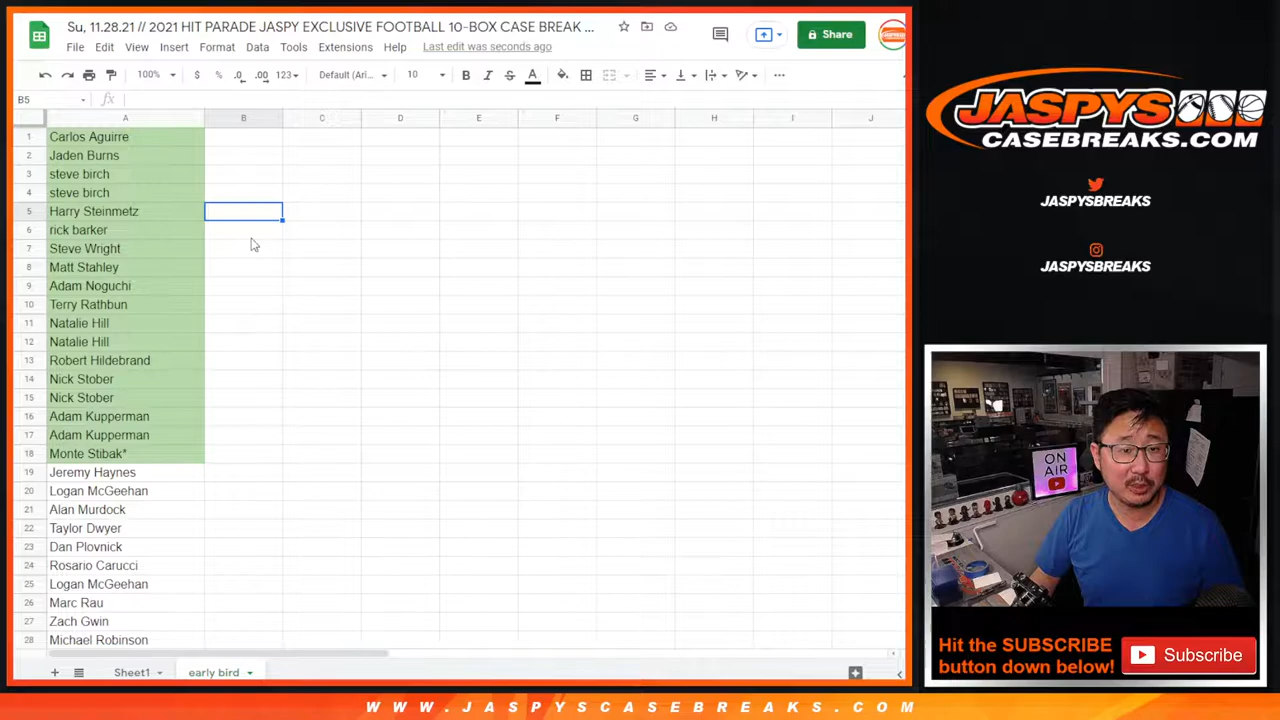 Su, 11.28.21 // 2021 HIT PARADE JASPY EXCLUSIVE FOOTBALL 10-BOX CASE BREAK ...
File Edit View Insert Format Data Tools Extensions Help Last edit was seconds ago
Share
100% $ % .0 .00 123 Default (Ari... 10 B I S A
B5 fx
A B C D E F G H I J
1 Carlos Aguirre
2 Jaden Burns
3 steve birch
4 steve birch
5 Harry Steinmetz
6 rick barker
7 Steve Wright
8 Matt Stahley
9 Adam Noguchi
10 Terry Rathbun
11 Natalie Hill
12 Natalie Hill
13 Robert Hildebrand
14 Nick Stober
15 Nick Stober
16 Adam Kupperman
17 Adam Kupperman
18 Monte Stibak*
19 Jeremy Haynes
20 Logan McGeehan
21 Alan Murdock
22 Taylor Dwyer
23 Dan Plovnick
24 Rosario Carucci
25 Logan McGeehan
26 Marc Rau
27 Zach Gwin
28 Michael Robinson
Sheet1 early bird
JASPYS
CASEBREAKS.COM
JASPYSBREAKS
JASPYSBREAKS
ON
AIR
Hit the SUBSCRIBE
button down below!
Subscribe
WWW.JASPYSCASEBREAKS.COM